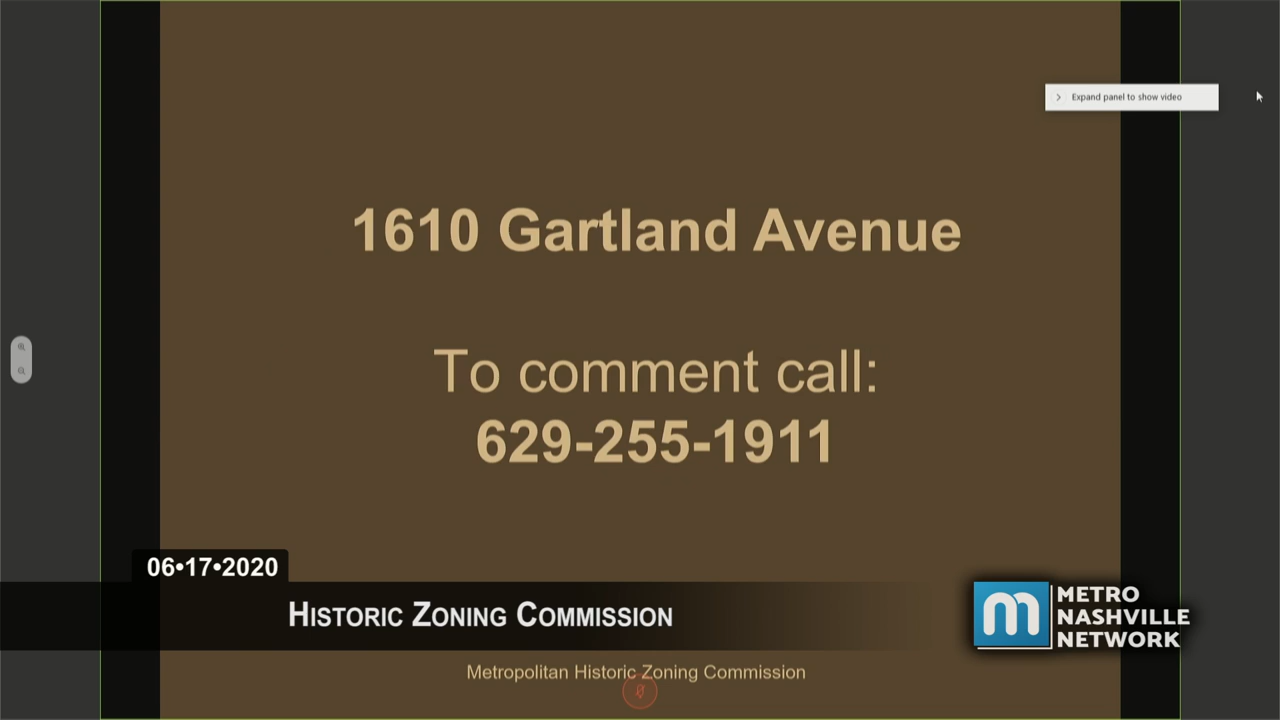 Expand panel to show video
1610 Gartland Avenue
To comment call:
629-255-1911
06•17•2020
HISTORIC ZONING COMMISSION
METRO
NASHVILLE
NETWORK
Metropolitan Historic Zoning Commission